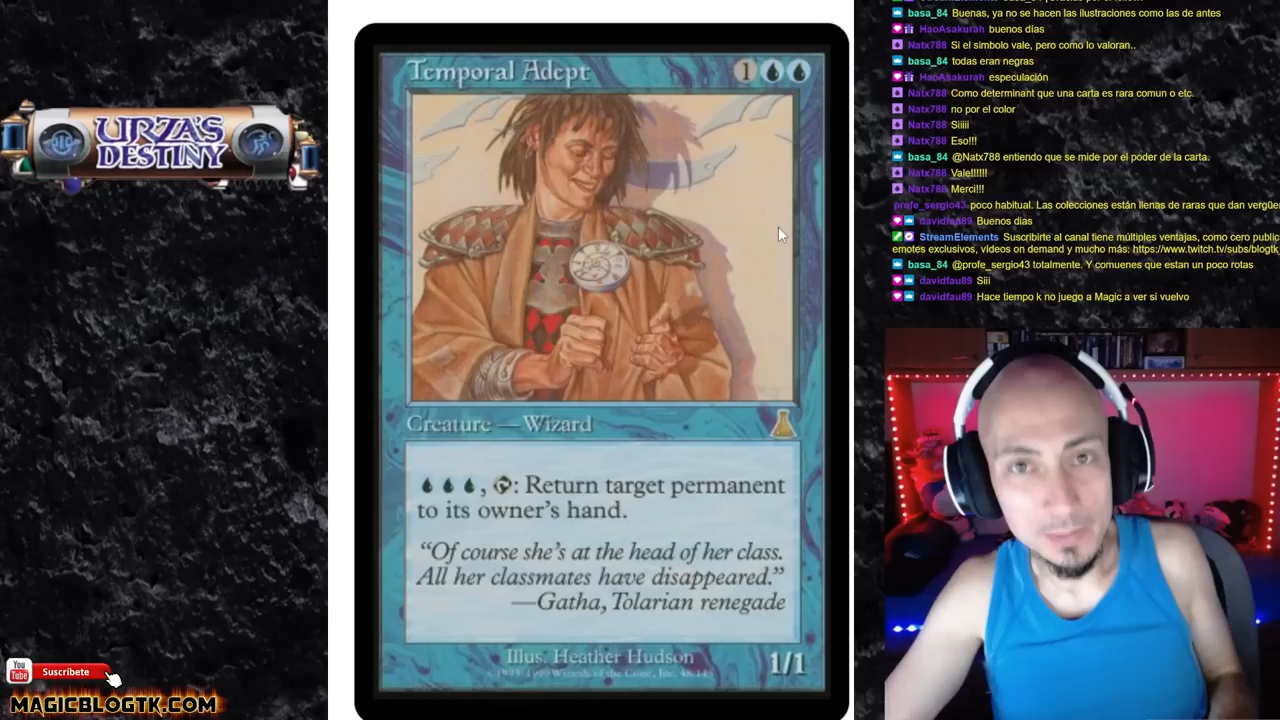 URZA'S
DESTINY
You
Tube
Suscríbete
MAGICBLOGTK.COM
Temporal Adept
1
Creature — Wizard
, : Return target permanent
to its owner's hand.
"Of course she's at the head of her class.
All her classmates have disappeared."
—Gatha, Tolarian renegade
Illus. Heather Hudson
1/1
basa_84 Buenas, ya no se hacen las ilustraciones como las de antes
HaoAsakurah buenos días
Natx788 Si el simbolo vale, pero como lo valoran..
basa_84 todas eran negras
HaoAsakurah especulación
Natx788 Como determinant que una carta es rara comun o etc.
Natx788 no por el color
Natx788 Siiiii
Natx788 Eso!!!
basa_84 @Natx788 entiendo que se mide por el poder de la carta.
Natx788 Vale!!!!!!
Natx788 Merci!!!
profe_sergio43 poco habitual. Las colecciones están llenas de raras que dan vergüen
davidfau89 Buenos dias
StreamElements Suscribirte al canal tiene múltiples ventajas, como cero public
emotes exclusivos, vídeos on demand y mucho más: https://www.twitch.tv/subs/blogtk
basa_84 @profe_sergio43 totalmente. Y comuenes que estan un poco rotas
davidfau89 Siii
davidfau89 Hace tiempo k no juego a Magic a ver si vuelvo